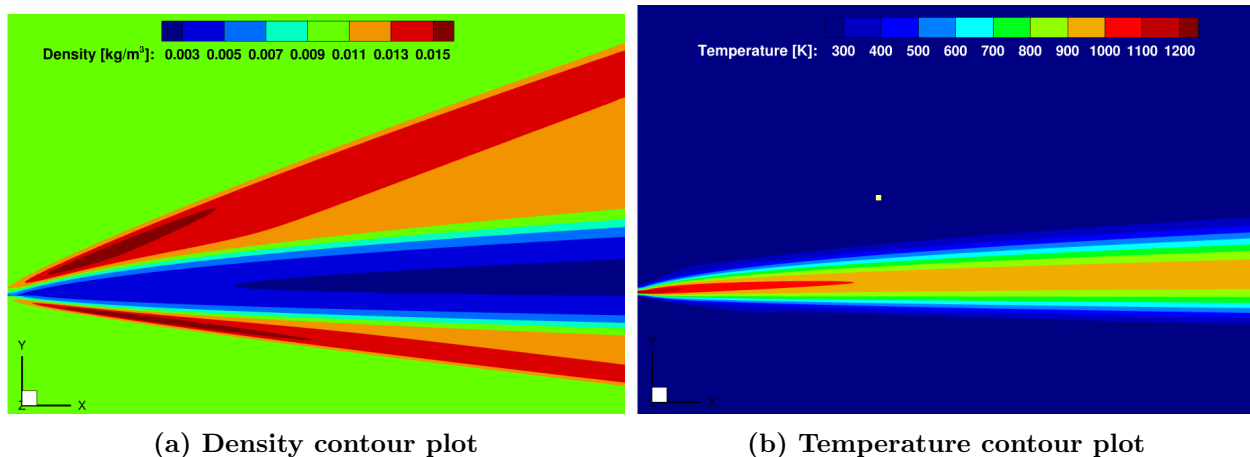 Density [kg/m³]: 0.003 0.005 0.007 0.009 0.011 0.013 0.015
Y
Z X
(a) Density contour plot
Temperature [K]: 300 400 500 600 700 800 900 1000 1100 1200
Y
X
(b) Temperature contour plot